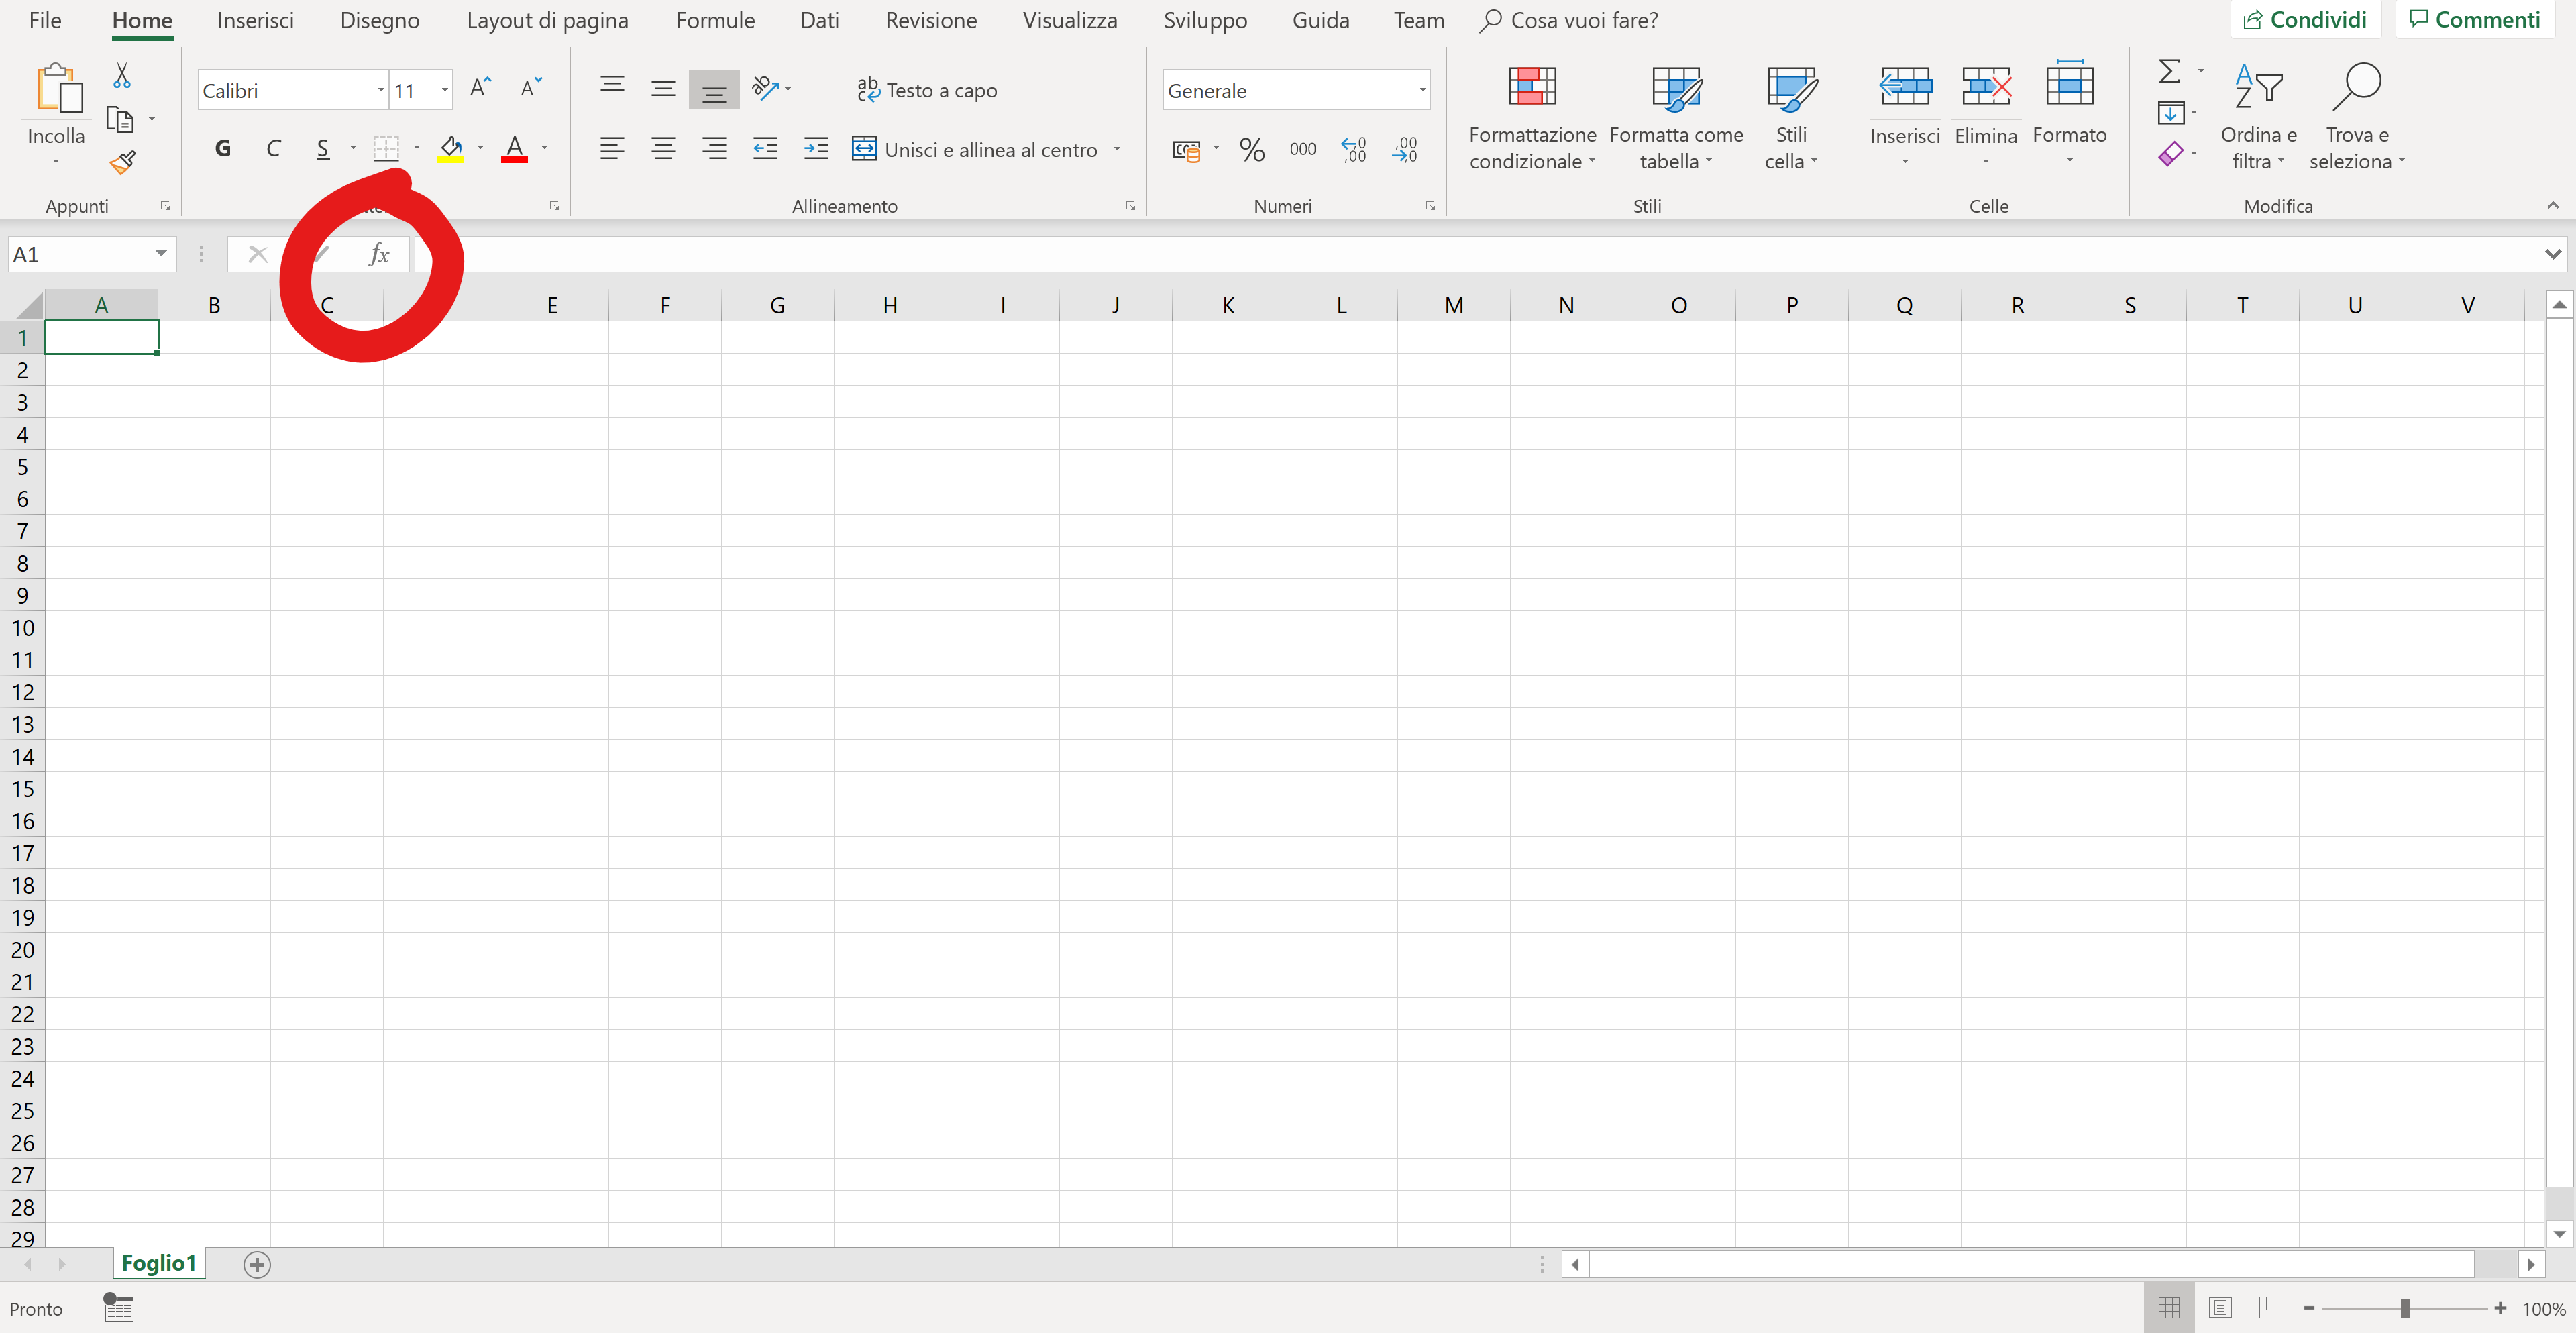 File Home Inserisci Disegno Layout di pagina Formule Dati Revisione Visualizza Sviluppo Guida Team Cosa vuoi fare? Condividi Commenti
Incolla
Calibri 11
G C S A
ab Testo a capo
Unisci e allinea al centro
Generale
% 000
Formattazione condizionale
Formatta come tabella
Stili cella
Inserisci Elimina Formato
Ordina e filtra
Trova e seleziona
Appunti Allineamento Numeri Stili Celle Modifica
A1 fx
A B C E F G H I J K L M N O P Q R S T U V
1
2
3
4
5
6
7
8
9
10
11
12
13
14
15
16
17
18
19
20
21
22
23
24
25
26
27
28
29
Foglio1
Pronto 100%